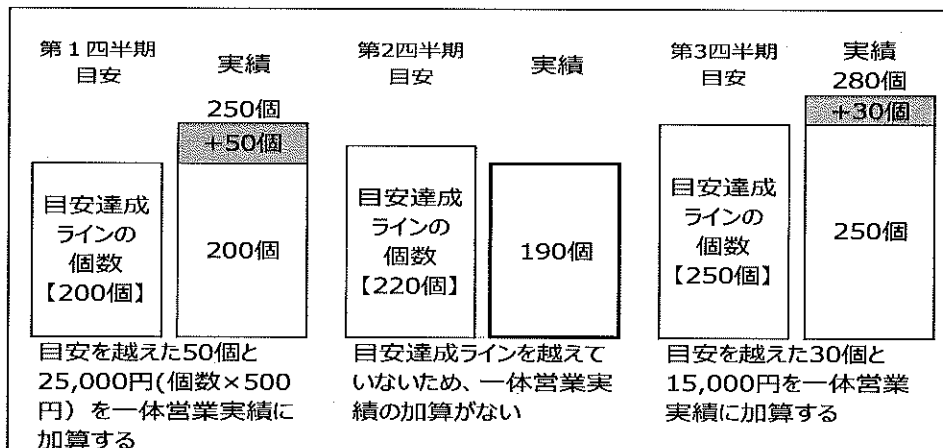 第1四半期
目安
実績
250個
+50個
目安達成
ラインの
個数
【200個】
200個
目安を越えた50個と
25,000円(個数×500
円）を一体営業実績に
加算する
第2四半期
目安
実績
目安達成
ラインの
個数
【220個】
190個
目安達成ラインを越えて
いないため、一体営業実
績の加算がない
第3四半期
目安
実績
280個
+30個
目安達成
ラインの
個数
【250個】
250個
目安を越えた30個と
15,000円を一体営業
実績に加算する